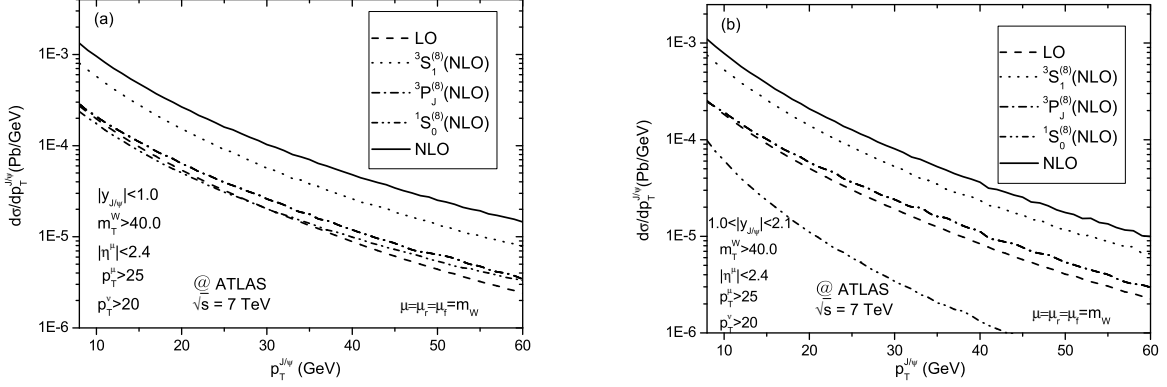 (a)
LO
³S₁⁽⁸⁾(NLO)
³P_J⁽⁸⁾(NLO)
¹S₀⁽⁸⁾(NLO)
NLO
1E-3
1E-4
1E-5
1E-6
dσ/dp_T^{J/ψ}(Pb/GeV)
|y_{J/ψ}|<1.0
m_T^W>40.0
|η^μ|<2.4
p_T^μ>25
p_T^ν>20
@ ATLAS
√s = 7 TeV
μ=μ_r=μ_f=m_W
10 20 30 40 50 60
p_T^{J/ψ} (GeV)
(b)
LO
³S₁⁽⁸⁾(NLO)
³P_J⁽⁸⁾(NLO)
¹S₀⁽⁸⁾(NLO)
NLO
1E-3
1E-4
1E-5
1E-6
dσ/dp_T^{J/ψ}(Pb/GeV)
1.0<|y_{J/ψ}|<2.1
m_T^W>40.0
|η^μ|<2.4
p_T^μ>25
p_T^ν>20
@ ATLAS
√s = 7 TeV
μ=μ_r=μ_f=m_W
10 20 30 40 50 60
p_T^{J/ψ} (GeV)